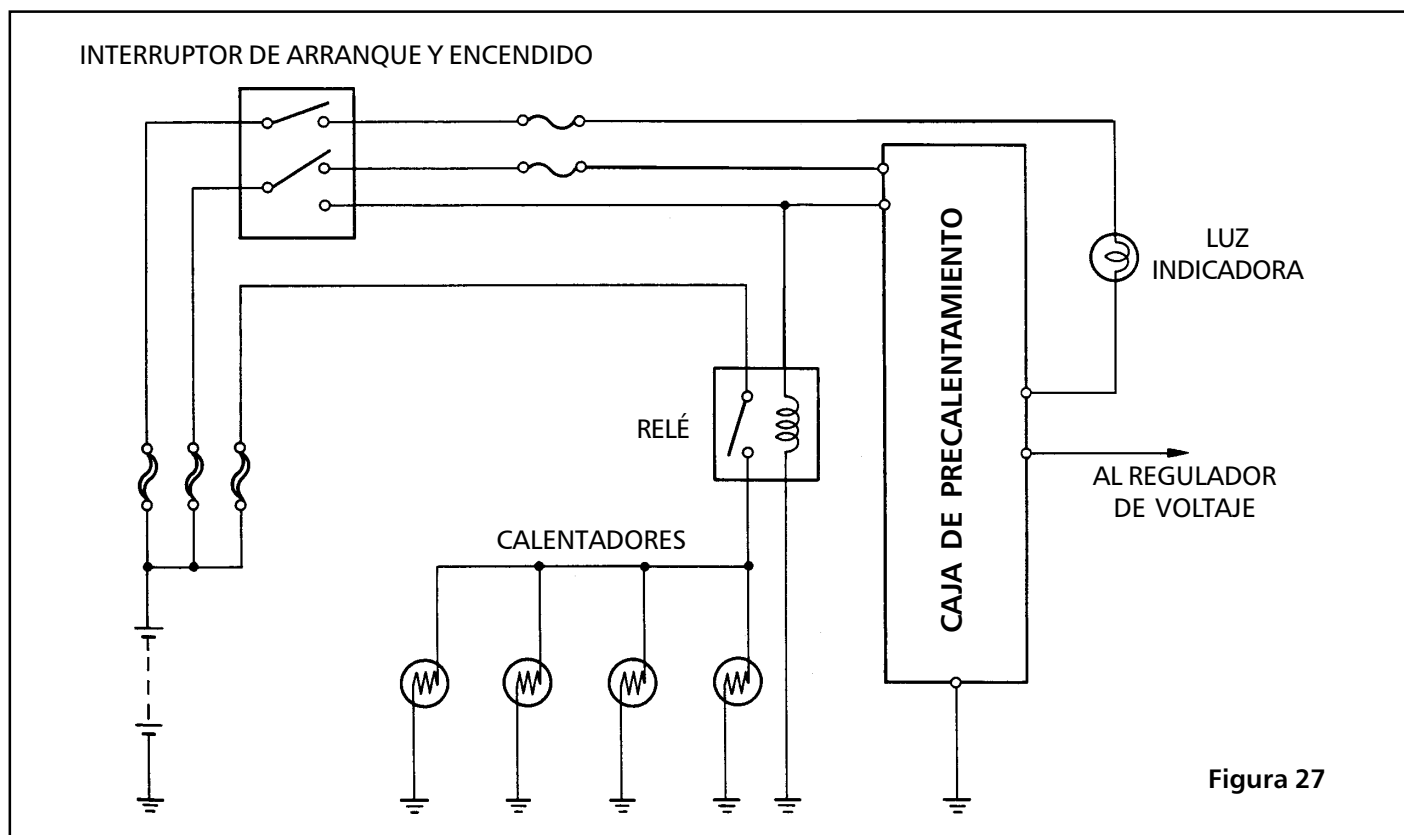 INTERRUPTOR DE ARRANQUE Y ENCENDIDO
LUZ
INDICADORA
CAJA DE PRECALENTAMIENTO
RELÉ
AL REGULADOR
DE VOLTAJE
CALENTADORES
Figura 27